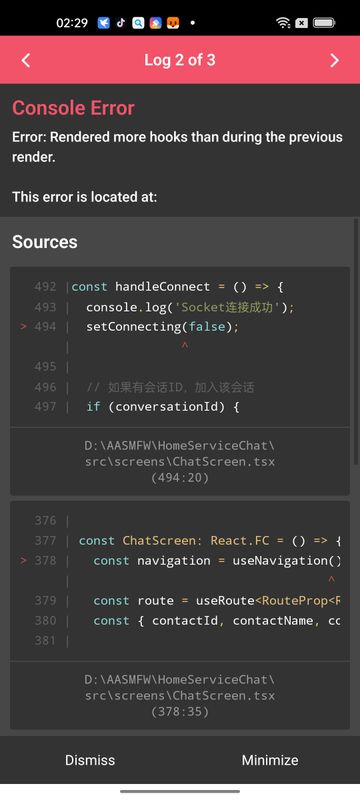 02:29
Log 2 of 3
Console Error
Error: Rendered more hooks than during the previous
render.
This error is located at:
Sources
492 |const handleConnect = () => {
493 |  console.log('Socket连接成功');
> 494 |  setConnecting(false);
|            ^
495 |
496 |  // 如果有会话ID，加入该会话
497 |  if (conversationId) {
D:\AASMFW\HomeServiceChat\
src\screens\ChatScreen.tsx
(494:20)
376 |
377 | const ChatScreen: React.FC = () => {
> 378 |   const navigation = useNavigation()
|                                   ^
379 |   const route = useRoute<RouteProp<R
380 |   const { contactId, contactName, co
381 |
D:\AASMFW\HomeServiceChat\
src\screens\ChatScreen.tsx
(378:35)
Dismiss
Minimize